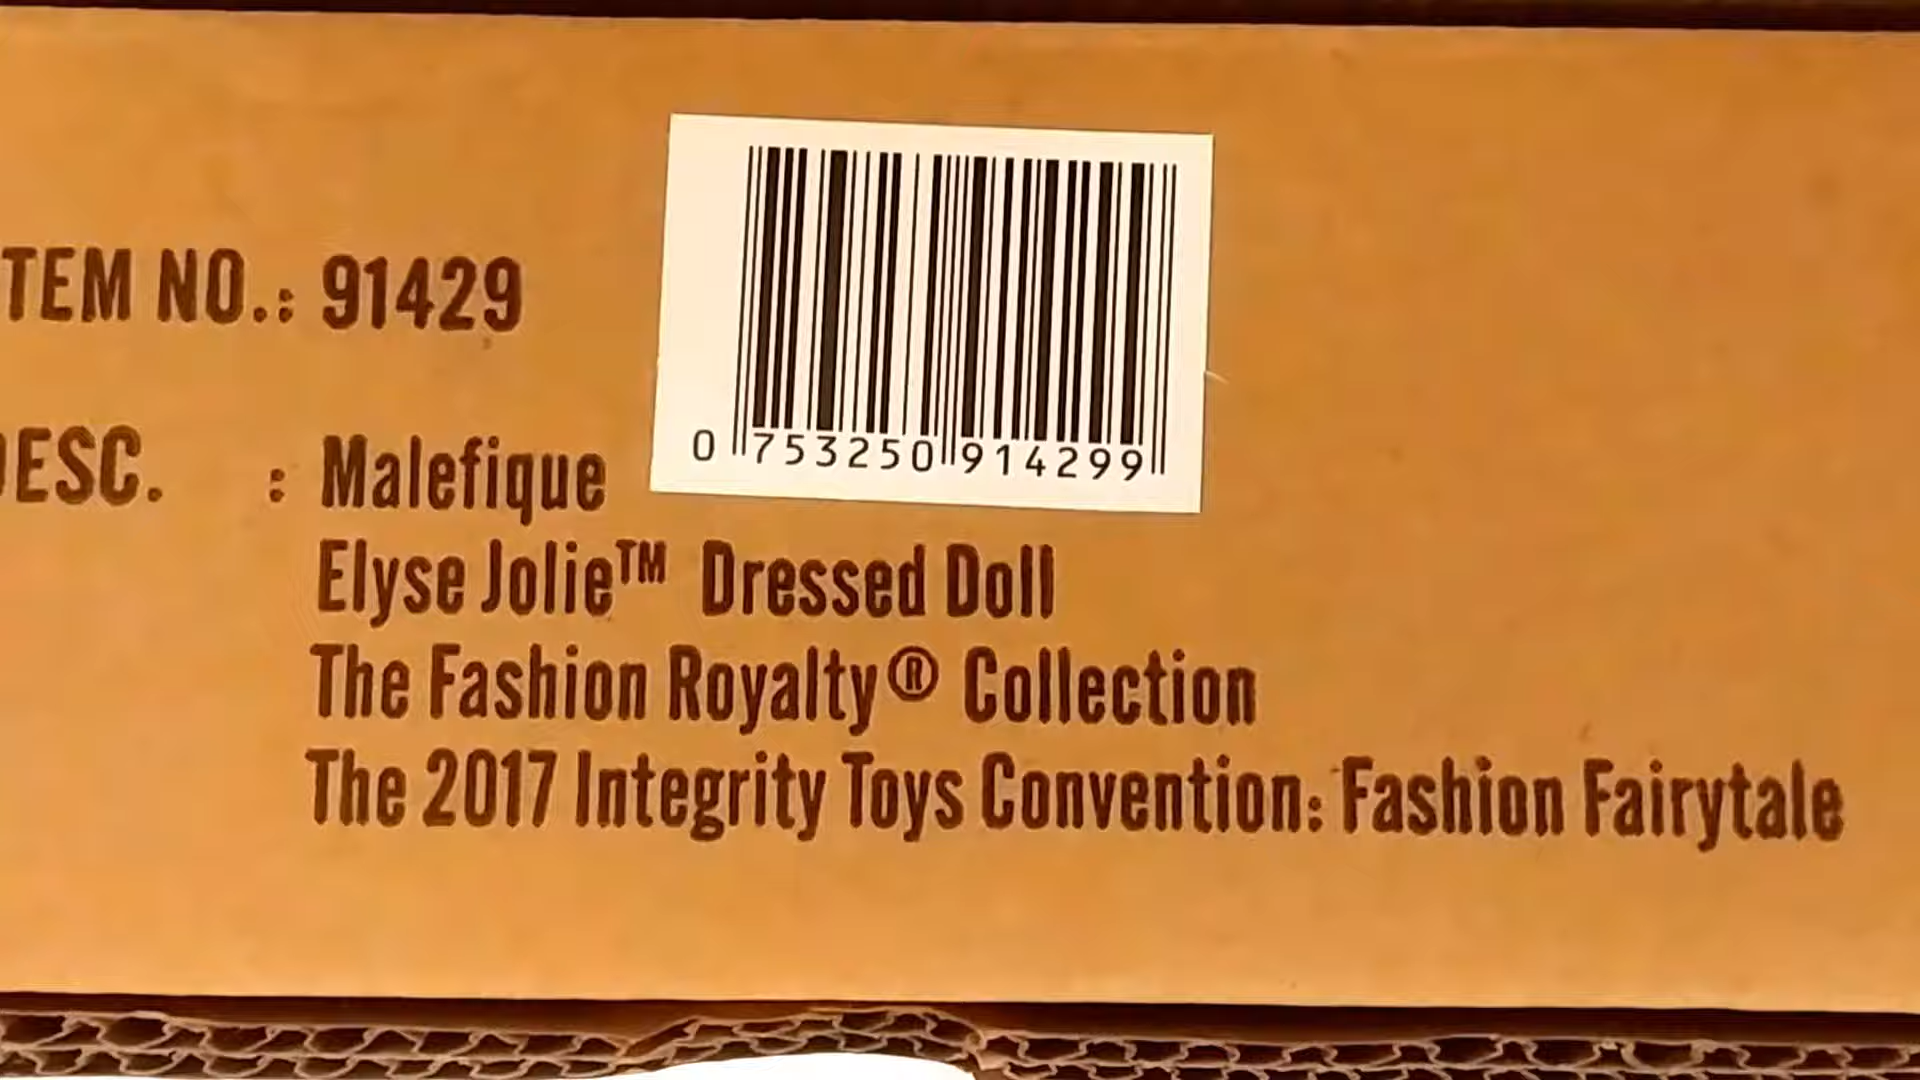 TEM NO.: 91429
0 753250 914299
ESC. : Malefique
Elyse Jolie™ Dressed Doll
The Fashion Royalty® Collection
The 2017 Integrity Toys Convention: Fashion Fairytale